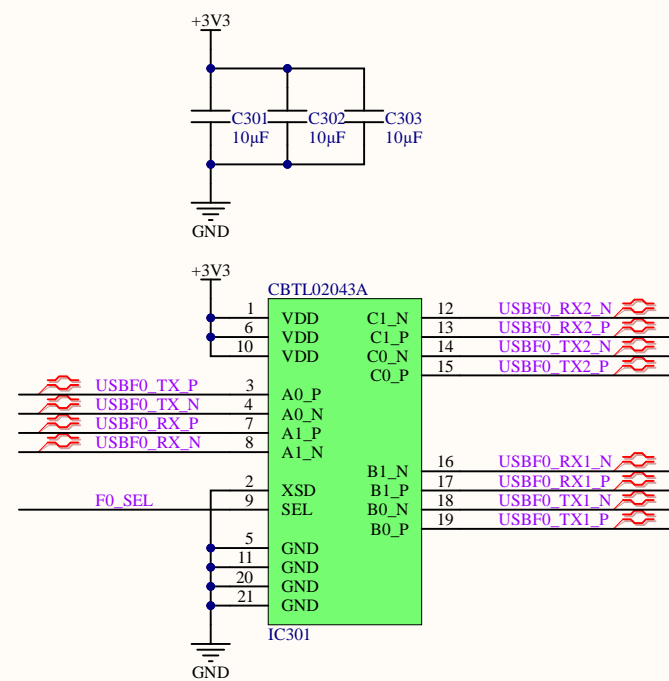 +3V3
C301 C302 C303
10µF 10µF 10µF
GND
+3V3
CBTL02043A
1 VDD C1_N 12 USBF0_RX2_N
6 VDD C1_P 13 USBF0_RX2_P
10 VDD C0_N 14 USBF0_TX2_N
C0_P 15 USBF0_TX2_P
USBF0_TX_P 3 A0_P
USBF0_TX_N 4 A0_N
USBF0_RX_P 7 A1_P
USBF0_RX_N 8 A1_N
B1_N 16 USBF0_RX1_N
2 XSD B1_P 17 USBF0_RX1_P
F0_SEL 9 SEL B0_N 18 USBF0_TX1_N
B0_P 19 USBF0_TX1_P
5 GND
11 GND
20 GND
21 GND
IC301
GND